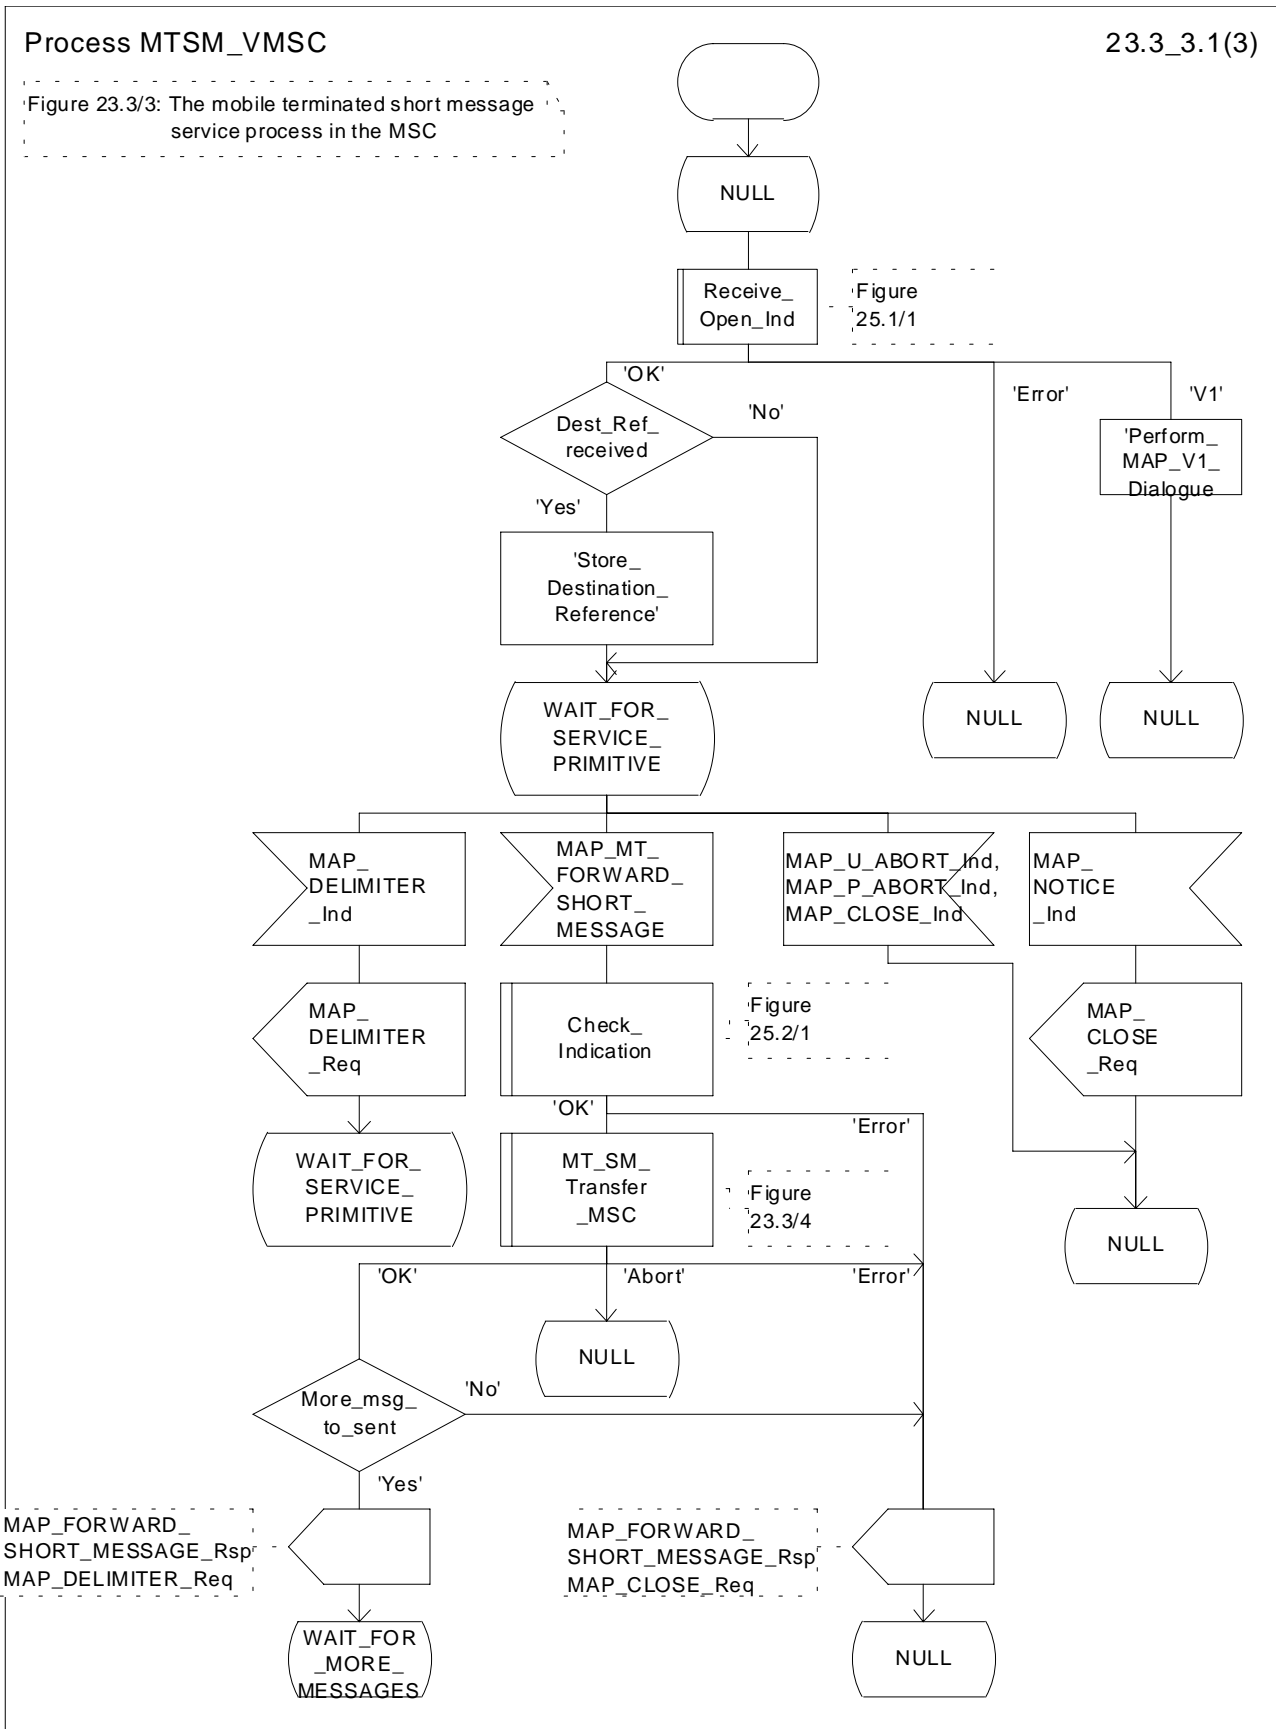 Process MTSM_VMSC
23.3_3.1(3)
Figure 23.3/3: The mobile terminated short message
service process in the MSC
NULL
Receive_
Open_Ind
Figure
25.1/1
'OK'
'Error'
'V1'
Dest_Ref_
received
'No'
'Perform_
MAP_V1_
Dialogue
'Yes'
'Store_
Destination_
Reference'
WAIT_FOR_
SERVICE_
PRIMITIVE
NULL
NULL
MAP_
DELIMITER
_Ind
MAP_MT_
FORWARD_
SHORT_
MESSAGE
MAP_U_ABORT_Ind,
MAP_P_ABORT_Ind,
MAP_CLOSE_Ind
MAP_
NOTICE
_Ind
MAP_
DELIMITER
_Req
Check_
Indication
Figure
25.2/1
MAP_
CLOSE
_Req
'OK'
'Error'
WAIT_FOR_
SERVICE_
PRIMITIVE
MT_SM_
Transfer
_MSC
Figure
23.3/4
NULL
'OK'
'Abort'
'Error'
NULL
More_msg_
to_sent
'No'
'Yes'
MAP_FORWARD_
SHORT_MESSAGE_Rsp
MAP_DELIMITER_Req
MAP_FORWARD_
SHORT_MESSAGE_Rsp
MAP_CLOSE_Req
WAIT_FOR
_MORE_
MESSAGES
NULL